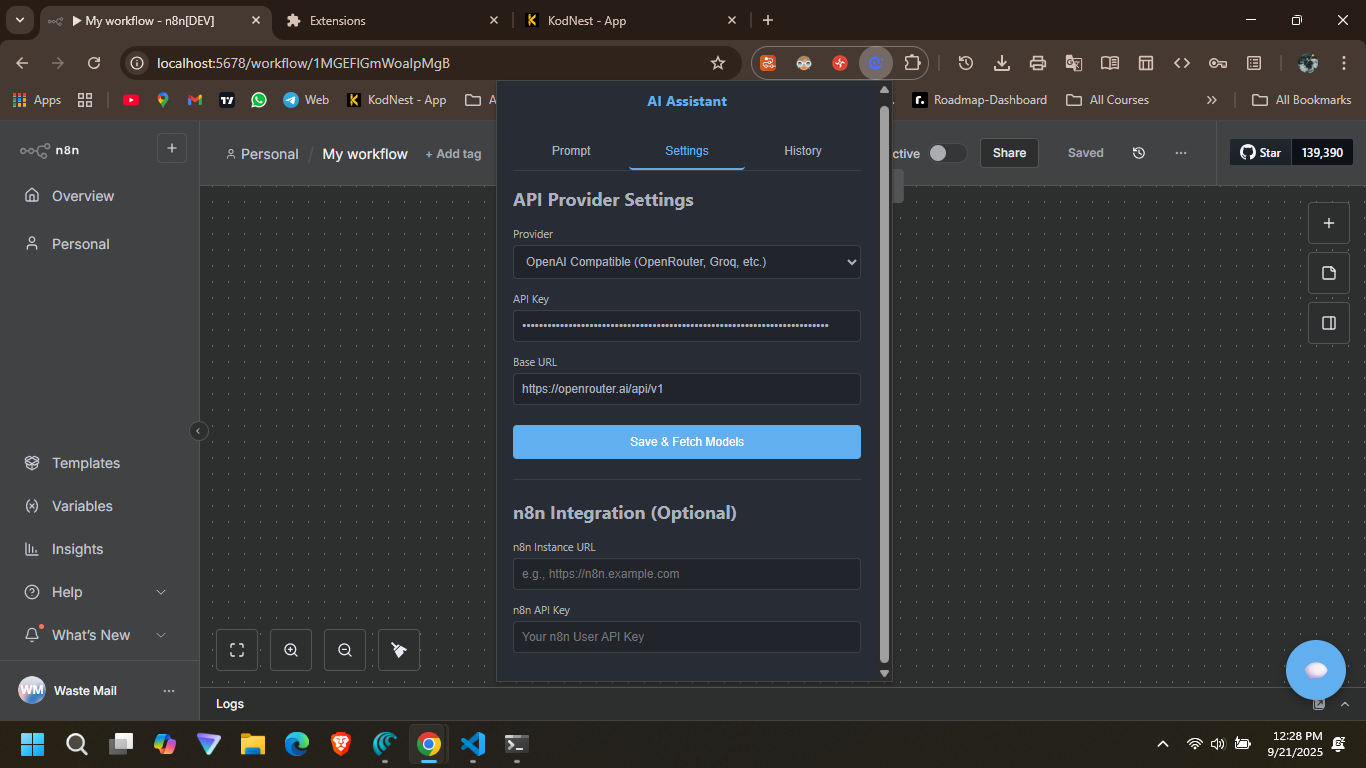 ▶ My workflow - n8n[DEV]
Extensions
KodNest - App
localhost:5678/workflow/1MGEFlGmWoalpMgB
Apps
Web
KodNest - App
Roadmap-Dashboard
All Courses
All Bookmarks
AI Assistant
n8n
Personal / My workflow
+ Add tag
Share
Saved
Star
139,390
Prompt
Settings
History
Overview
Personal
API Provider Settings
Provider
OpenAI Compatible (OpenRouter, Groq, etc.)
API Key
Base URL
https://openrouter.ai/api/v1
Save & Fetch Models
Templates
Variables
Insights
Help
What's New
n8n Integration (Optional)
n8n Instance URL
e.g., https://n8n.example.com
n8n API Key
Your n8n User API Key
WM
Waste Mail
Logs
12:28 PM
9/21/2025